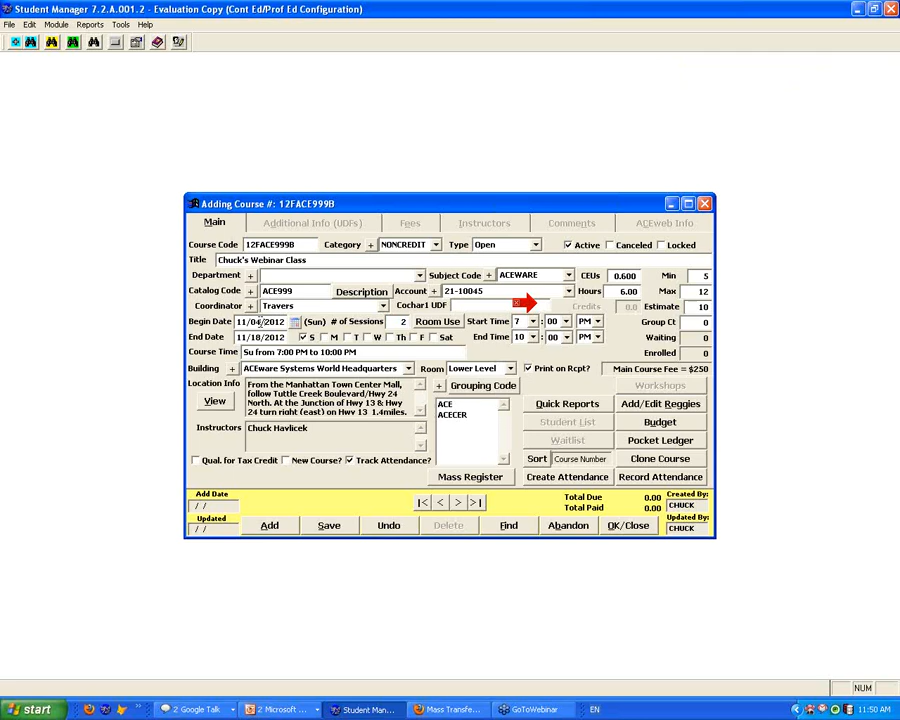 Student Manager 7.2.A.001.2 - Evaluation Copy (Cont Ed/Prof Ed Configuration)
File Edit Module Reports Tools Help
Adding Course #: 12FACE999B
Main Additional Info (UDFs) Fees Instructors Comments ACEweb Info
Course Code 12FACE999B Category + NONCREDIT Type Open Active Canceled Locked
Title Chuck's Webinar Class
Department + Subject Code + ACEWARE CEUs 0.600 Min 5
Catalog Code + ACE999 Description Account + 21-10045 Hours 6.00 Max 12
Coordinator + Travers Cochar1 UDF Credits 0.0 Estimate 10
Begin Date 11/04/2012 (Sun) # of Sessions 2 Room Use Start Time 7 : 00 PM Group Ct 0
End Date 11/18/2012 S M T W Th F Sat End Time 10 : 00 PM Waiting 0
Course Time Su from 7:00 PM to 10:00 PM Enrolled 0
Building + ACEware Systems World Headquarters Room Lower Level Print on Rcpt? Main Course Fee = $250
Location Info From the Manhattan Town Center Mall, + Grouping Code Workshops
follow Tuttle Creek Boulevard/Hwy 24
View North. At the Junction of Hwy 13 & Hwy ACE Quick Reports Add/Edit Reggies
24 turn right (east) on Hwy 13 1.4miles. ACECER Student List Budget
Instructors Chuck Havlicek Waitlist Pocket Ledger
Qual. for Tax Credit New Course? Track Attendance? Sort Course Number Clone Course
Mass Register Create Attendance Record Attendance
Add Date / / |< < > >| Total Due 0.00 Created By:
Total Paid 0.00 CHUCK
Updated / / Add Save Undo Delete Find Abandon OK/Close Updated By:
CHUCK
NUM
start 2 Google Talk 2 Microsoft ... Student Man... Mass Transfe... GoToWebinar EN 11:50 AM